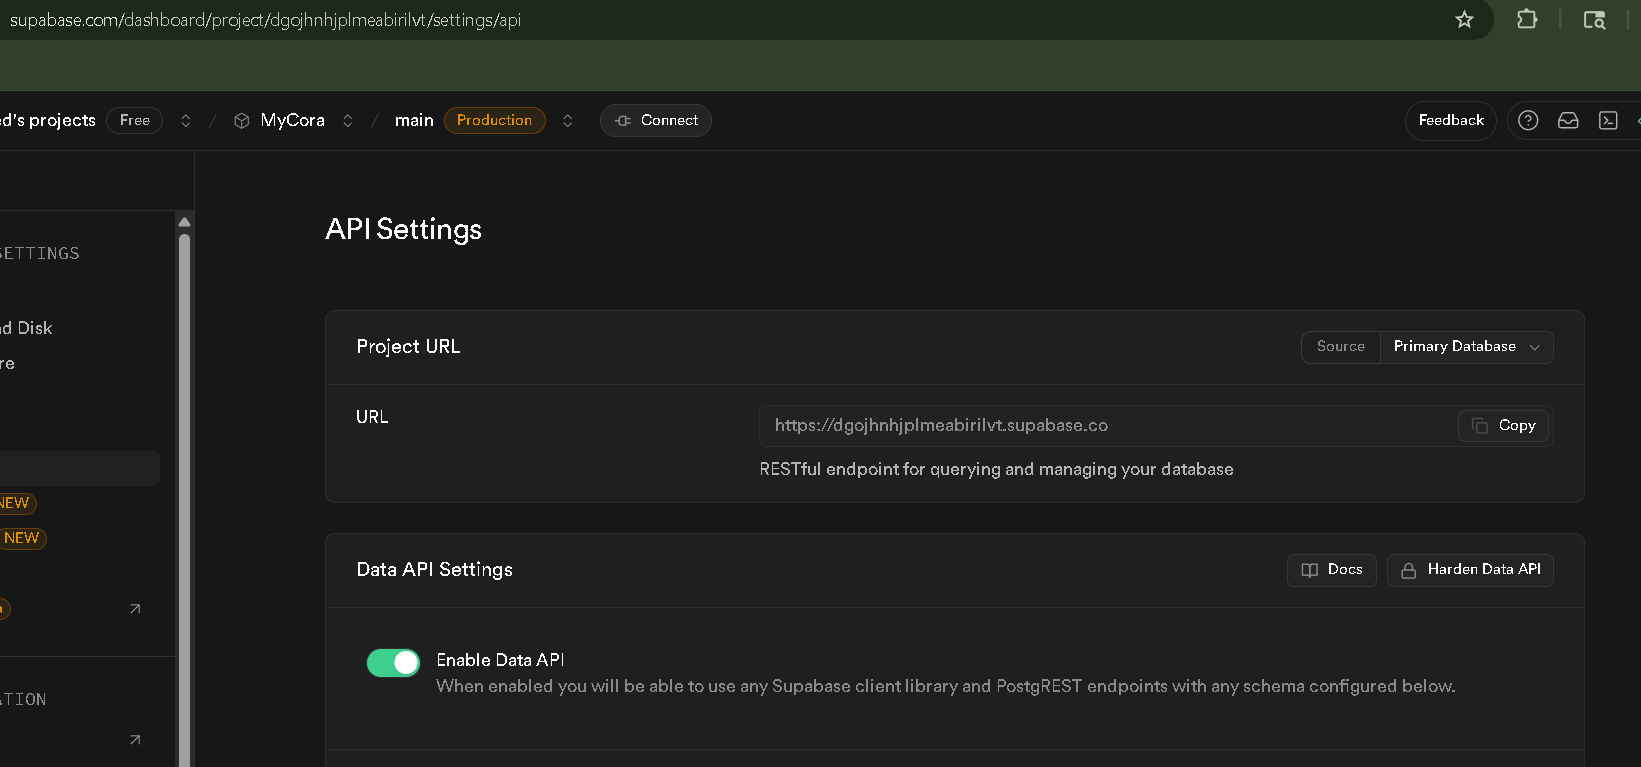 supabase.com/dashboard/project/dgojhnhjplmeabirilvt/settings/api
ed's projects Free / MyCora / main Production Connect Feedback
SETTINGS
nd Disk
re
NEW
NEW
ATION
API Settings
Project URL Source Primary Database
URL https://dgojhnhjplmeabirilvt.supabase.co Copy
RESTful endpoint for querying and managing your database
Data API Settings Docs Harden Data API
Enable Data API
When enabled you will be able to use any Supabase client library and PostgREST endpoints with any schema configured below.